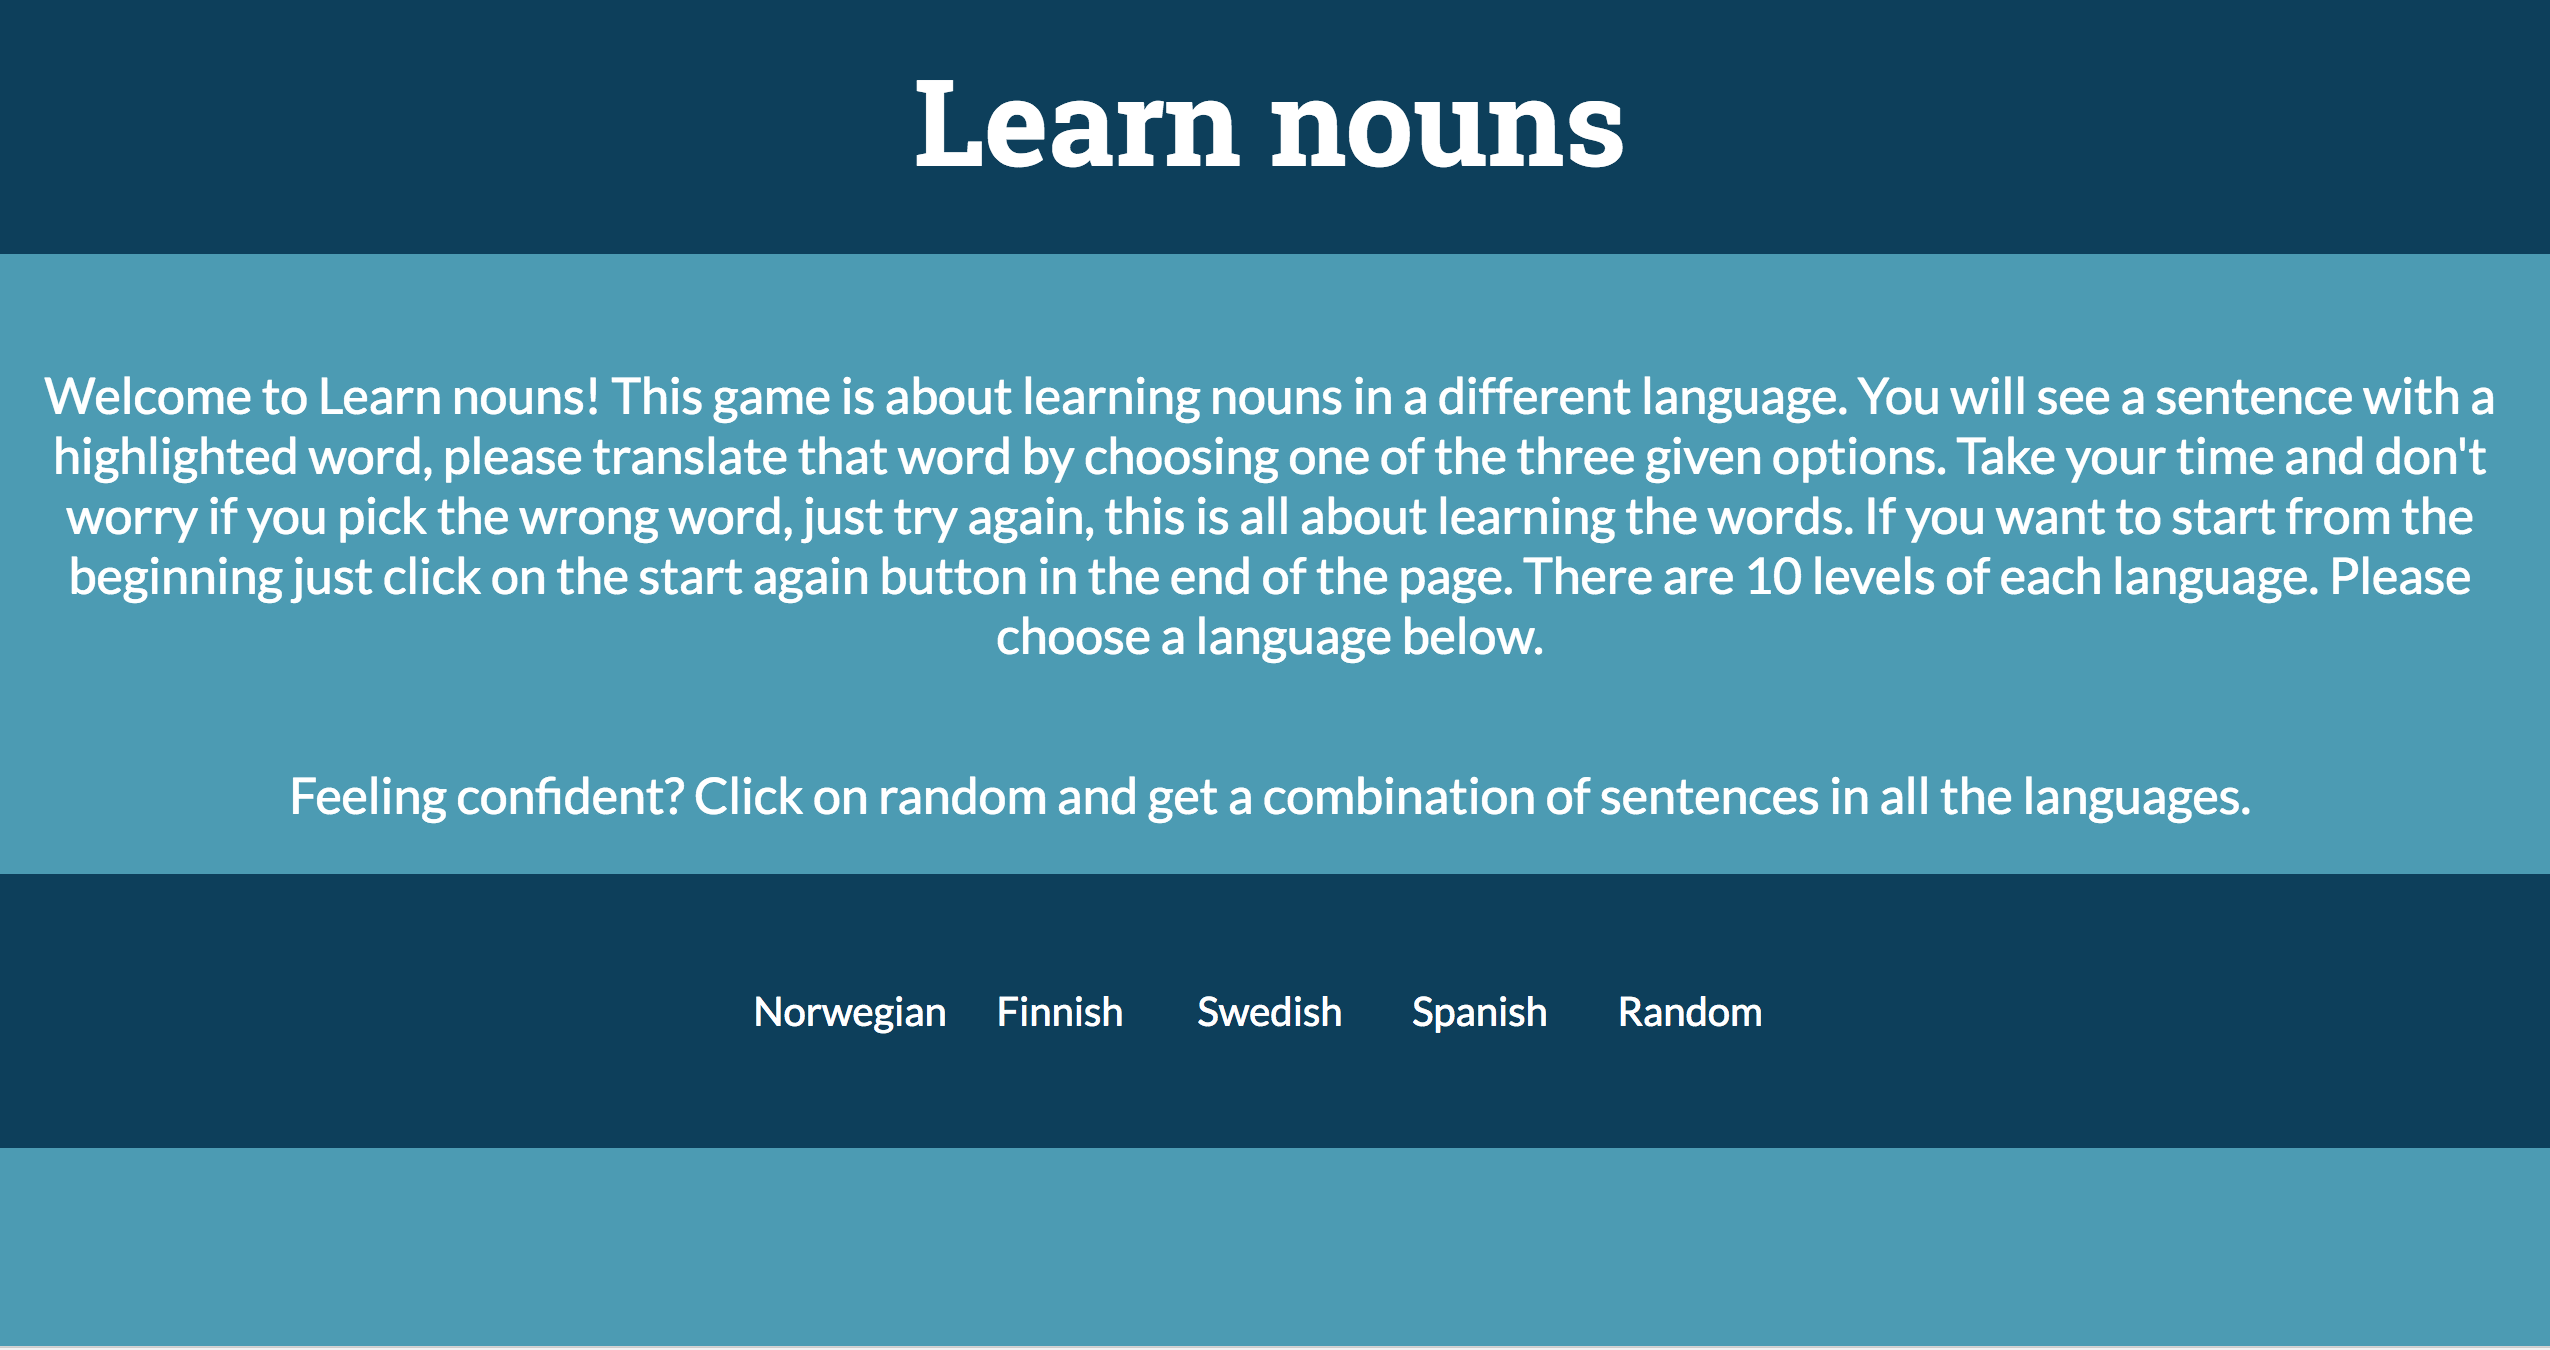 Learn nouns
Welcome to Learn nouns! This game is about learning nouns in a different language. You will see a sentence with a
highlighted word, please translate that word by choosing one of the three given options. Take your time and don't
worry if you pick the wrong word, just try again, this is all about learning the words. If you want to start from the
beginning just click on the start again button in the end of the page. There are 10 levels of each language. Please
choose a language below.
Feeling confident? Click on random and get a combination of sentences in all the languages.
Norwegian Finnish Swedish Spanish Random